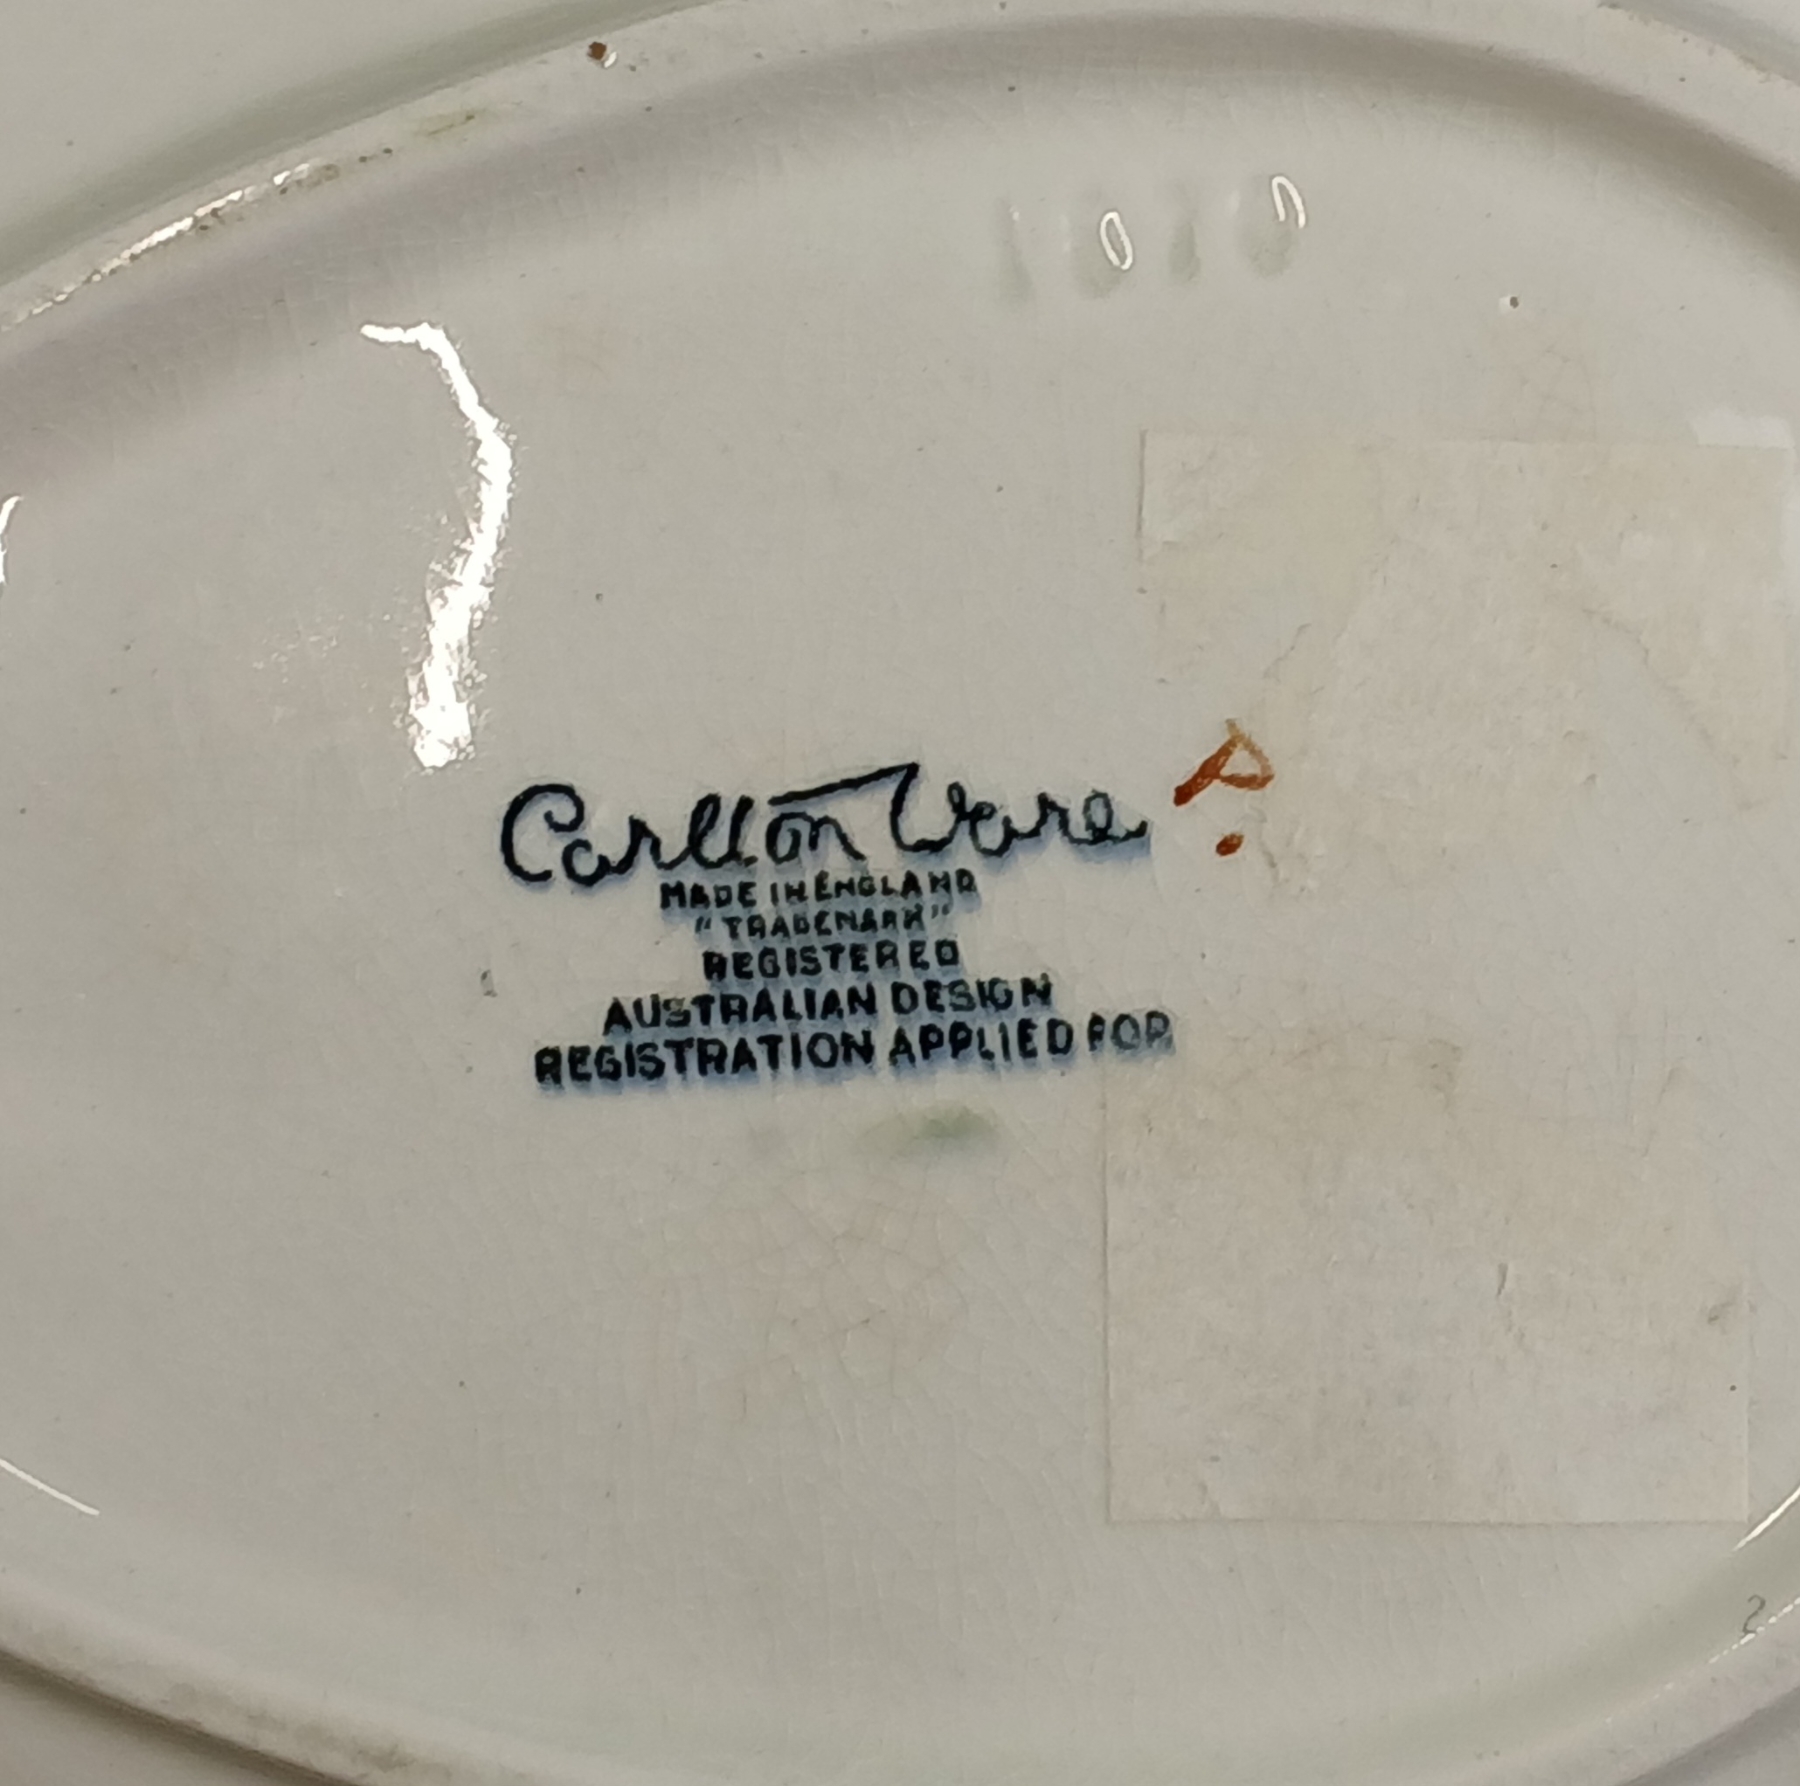 Carlton Ware
MADE IN ENGLAND
"TRADEMARK"
REGISTERED
AUSTRALIAN DESIGN
REGISTRATION APPLIED FOR